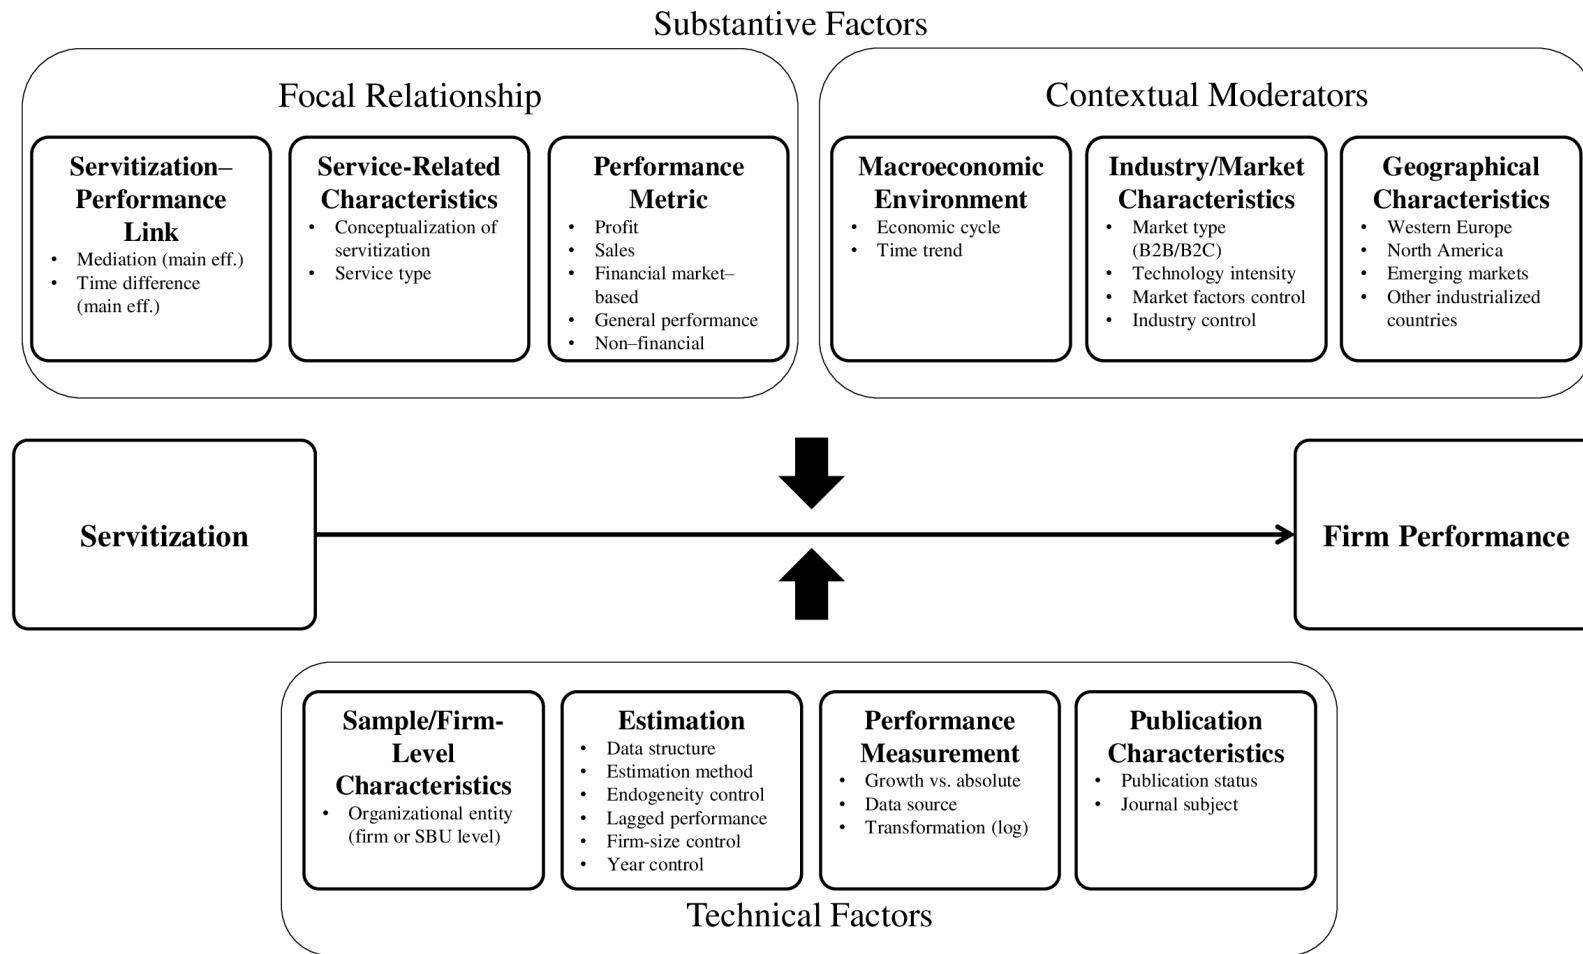 Substantive Factors
Focal Relationship
Servitization–
Performance
Link
• Mediation (main eff.)
• Time difference
(main eff.)
Service-Related
Characteristics
• Conceptualization of
servitization
• Service type
Performance
Metric
• Profit
• Sales
• Financial market–
based
• General performance
• Non–financial
Contextual Moderators
Macroeconomic
Environment
• Economic cycle
• Time trend
Industry/Market
Characteristics
• Market type
(B2B/B2C)
• Technology intensity
• Market factors control
• Industry control
Geographical
Characteristics
• Western Europe
• North America
• Emerging markets
• Other industrialized
countries
Servitization
Firm Performance
Sample/Firm-
Level
Characteristics
• Organizational entity
(firm or SBU level)
Estimation
• Data structure
• Estimation method
• Endogeneity control
• Lagged performance
• Firm-size control
• Year control
Performance
Measurement
• Growth vs. absolute
• Data source
• Transformation (log)
Publication
Characteristics
• Publication status
• Journal subject
Technical Factors